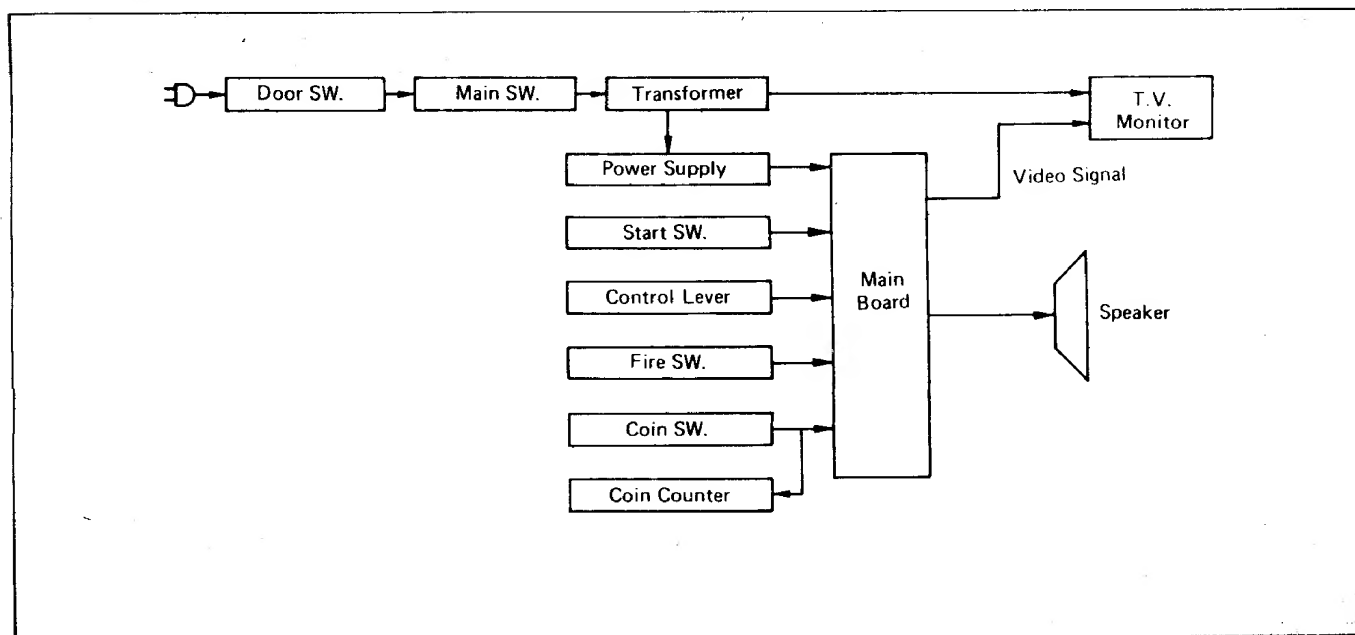 Door SW.
Main SW.
Transformer
T.V.
Monitor
Power Supply
Video Signal
Start SW.
Main
Board
Control Lever
Speaker
Fire SW.
Coin SW.
Coin Counter